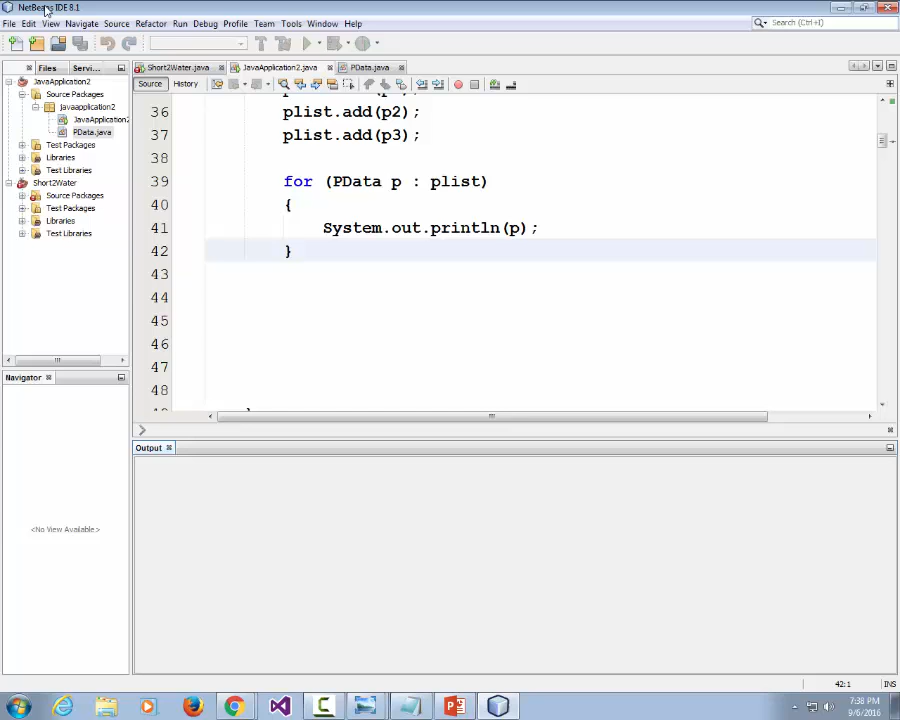 NetBeans IDE 8.1
File Edit View Navigate Source Refactor Run Debug Profile Team Tools Window Help
Search (Ctrl+I)
Files Servi...
Short2Water.java JavaApplication2.java PData.java
Source History
JavaApplication2
Source Packages
javaapplication2
JavaApplication2
PData.java
Test Packages
Libraries
Test Libraries
Short2Water
Source Packages
Test Packages
Libraries
Test Libraries
36 plist.add(p2);
37 plist.add(p3);
38
39 for (PData p : plist)
40 {
41 System.out.println(p);
42 }
43
44
45
46
47
48
Navigator
<No View Available>
Output
42:1 INS
7:38 PM
9/6/2016